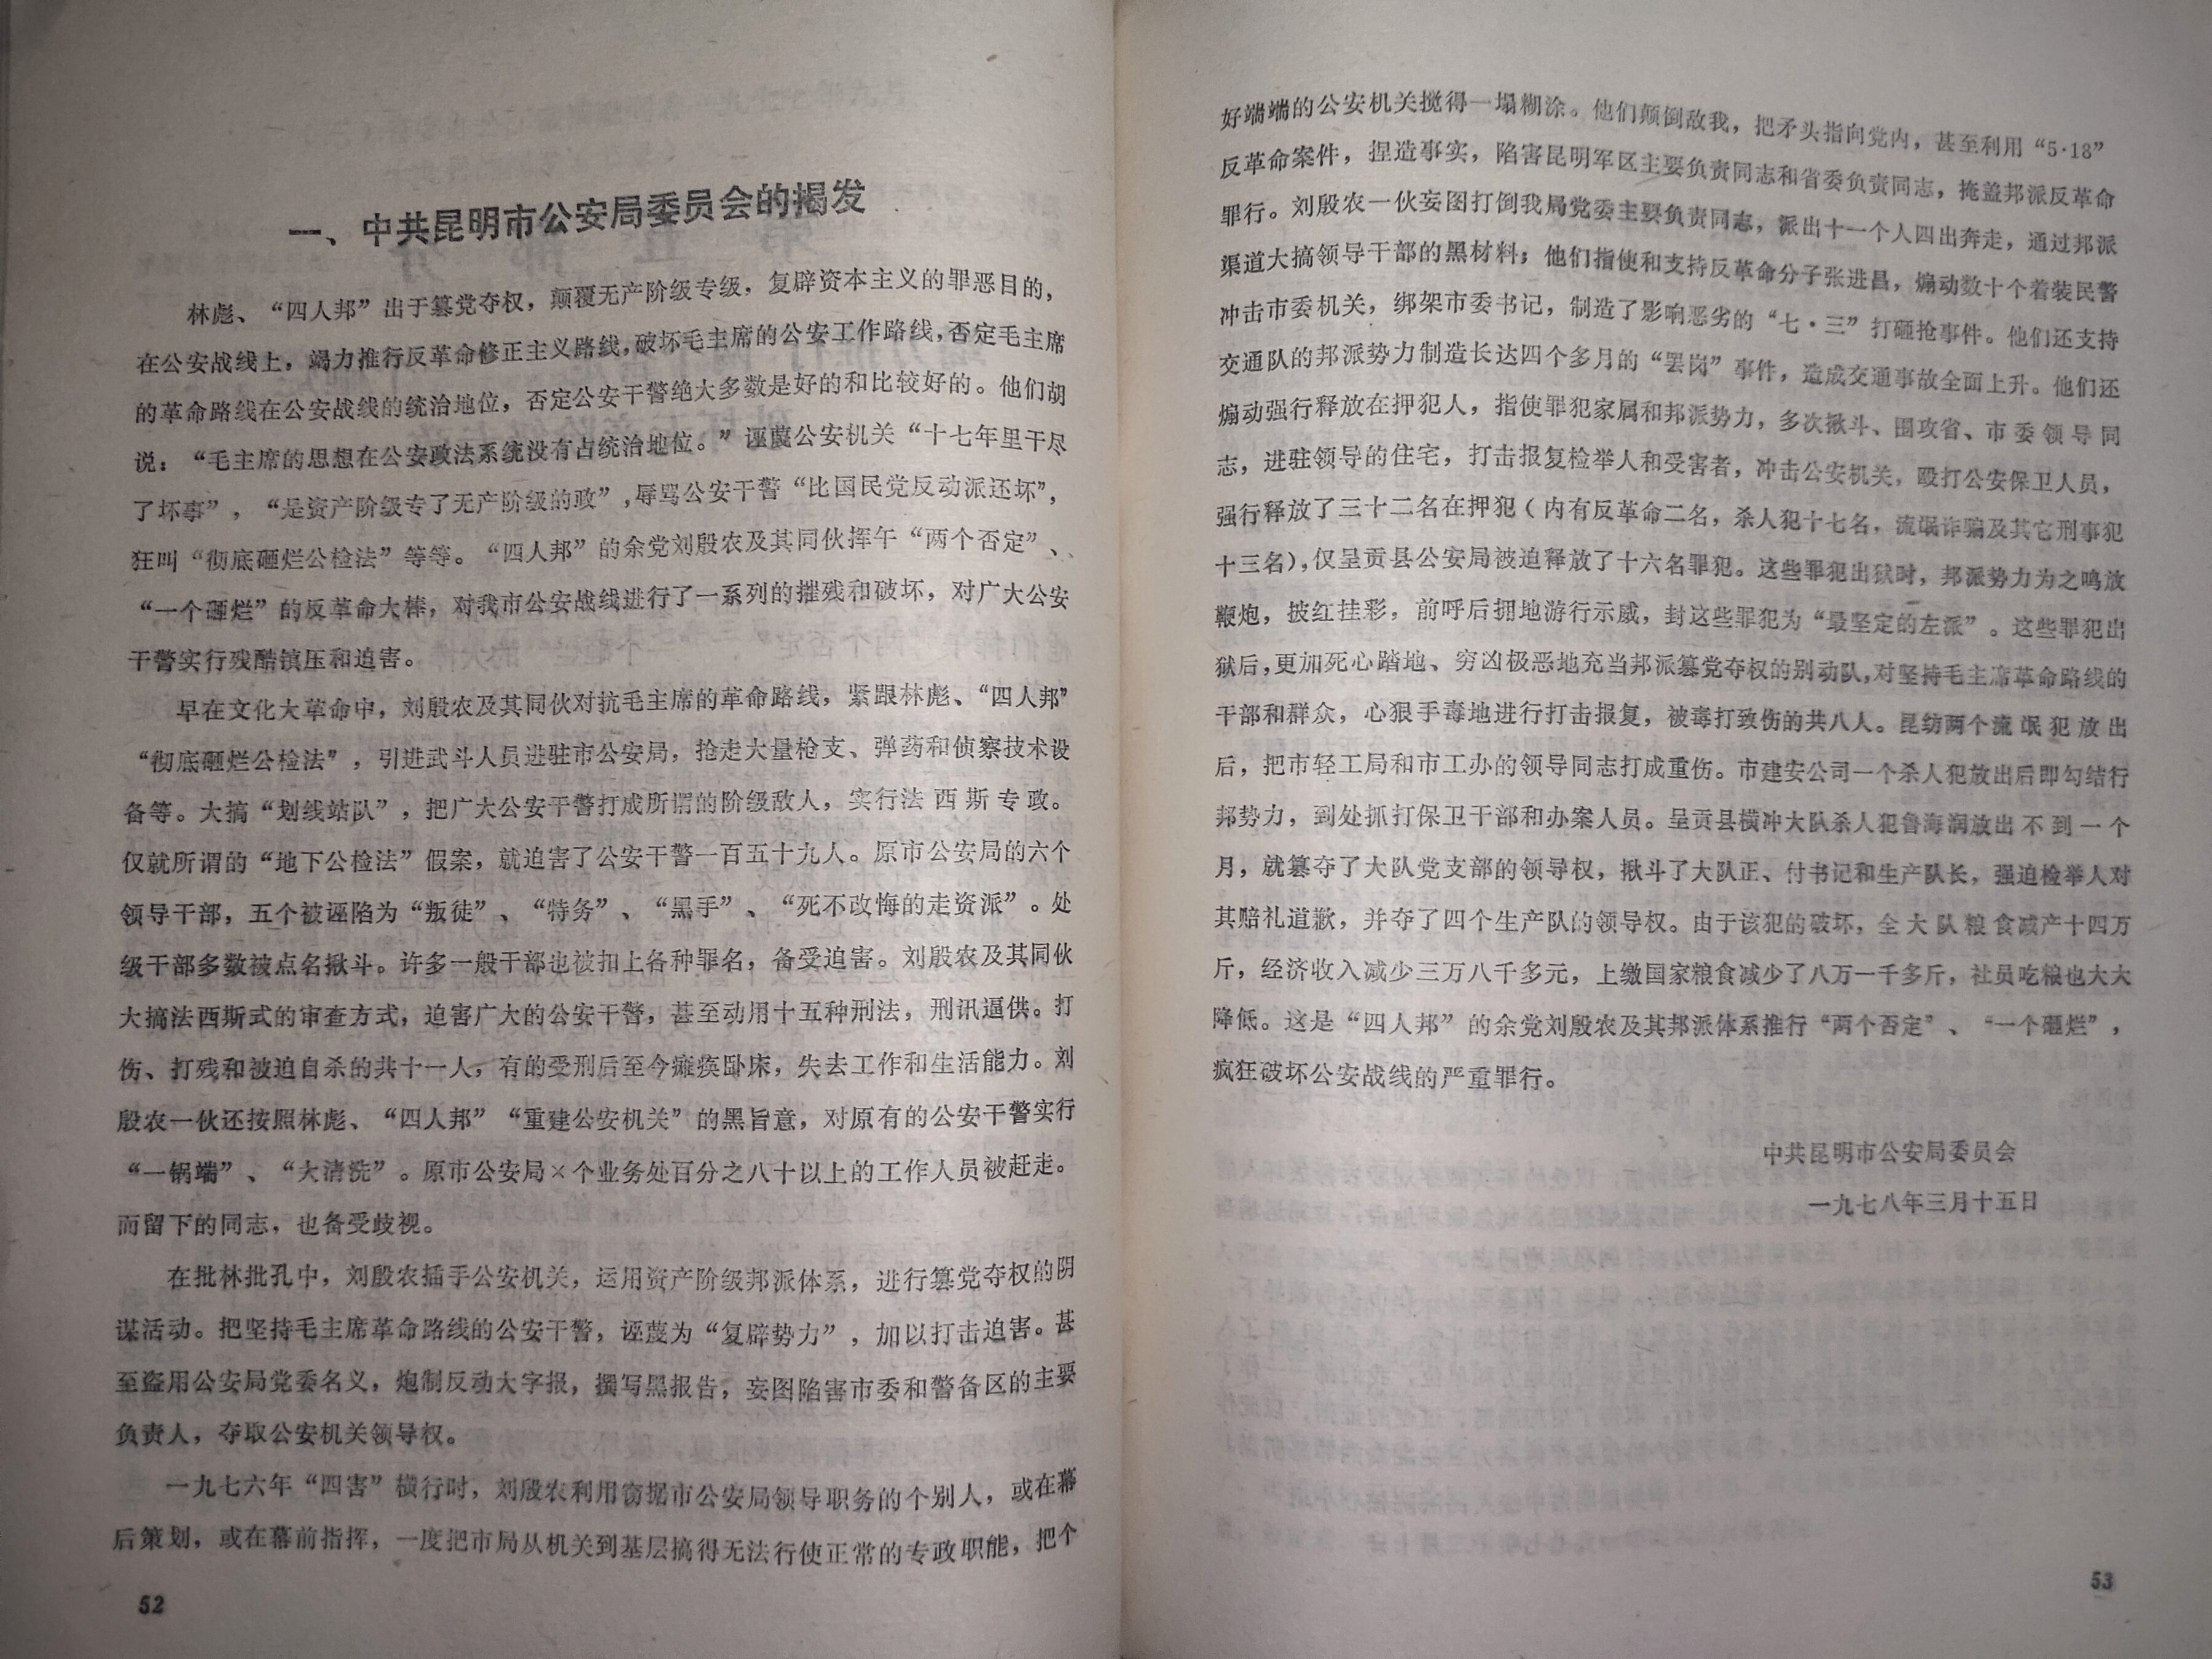 一、中共昆明市公安局委员会的揭发
林彪、“四人邦”出于篡党夺权，颠覆无产阶级专级，复辟资本主义的罪恶目的，
在公安战线上，竭力推行反革命修正主义路线，破坏毛主席的公安工作路线，否定毛主席
的革命路线在公安战线的统治地位，否定公安干警绝大多数是好的和比较好的。他们胡
说：“毛主席的思想在公安政法系统没有占统治地位。”诬蔑公安机关“十七年里干尽
了坏事”，“是资产阶级专了无产阶级的政”，辱骂公安干警“比国民党反动派还坏”，
狂叫“彻底砸烂公检法”等等。“四人邦”的余党刘殷农及其同伙挥午“两个否定”、
“一个砸烂”的反革命大棒，对我市公安战线进行了一系列的摧残和破坏，对广大公安
干警实行残酷镇压和迫害。
早在文化大革命中，刘殷农及其同伙对抗毛主席的革命路线，紧跟林彪、“四人邦”
“彻底砸烂公检法”，引进武斗人员进驻市公安局，抢走大量枪支、弹药和侦察技术设
备等。大搞“划线站队”，把广大公安干警打成所谓的阶级敌人，实行法西斯专政。
仅就所谓的“地下公检法”假案，就迫害了公安干警一百五十九人。原市公安局的六个
领导干部，五个被诬陷为“叛徒”、“特务”、“黑手”、“死不改悔的走资派”。处
级干部多数被点名揪斗。许多一般干部也被扣上各种罪名，备受迫害。刘殷农及其同伙
大搞法西斯式的审查方式，迫害广大的公安干警，甚至动用十五种刑法，刑讯逼供。打
伤、打残和被迫自杀的共十一人，有的受刑后至今瘫痪卧床，失去工作和生活能力。刘
殷农一伙还按照林彪、“四人邦”“重建公安机关”的黑旨意，对原有的公安干警实行
“一锅端”、“大清洗”。原市公安局×个业务处百分之八十以上的工作人员被赶走。
而留下的同志，也备受歧视。
在批林批孔中，刘殷农插手公安机关，运用资产阶级邦派体系，进行篡党夺权的阴
谋活动。把坚持毛主席革命路线的公安干警，诬蔑为“复辟势力”，加以打击迫害。甚
至盗用公安局党委名义，炮制反动大字报，撰写黑报告，妄图陷害市委和警备区的主要
负责人，夺取公安机关领导权。
一九七六年“四害”横行时，刘殷农利用窃据市公安局领导职务的个别人，或在幕
后策划，或在幕前指挥，一度把市局从机关到基层搞得无法行使正常的专政职能，把个
52
好端端的公安机关搅得一塌糊涂。他们颠倒敌我，把矛头指向党内，甚至利用“5·18”
反革命案件，捏造事实，陷害昆明军区主要负责同志和省委负责同志，掩盖邦派反革命
罪行。刘殷农一伙妄图打倒我局党委主要负责同志，派出十一个人四出奔走，通过邦派
渠道大搞领导干部的黑材料；他们指使和支持反革命分子张进昌，煽动数十个着装民警
冲击市委机关，绑架市委书记，制造了影响恶劣的“七·三”打砸抢事件。他们还支持
交通队的邦派势力制造长达四个多月的“罢岗”事件，造成交通事故全面上升。他们还
煽动强行释放在押犯人，指使罪犯家属和邦派势力，多次揪斗、围攻省、市委领导同
志，进驻领导的住宅，打击报复检举人和受害者，冲击公安机关，殴打公安保卫人员，
强行释放了三十二名在押犯（内有反革命二名，杀人犯十七名，流氓诈骗及其它刑事犯
十三名），仅呈贡县公安局被迫释放了十六名罪犯。这些罪犯出狱时，邦派势力为之鸣放
鞭炮，披红挂彩，前呼后拥地游行示威，封这些罪犯为“最坚定的左派”。这些罪犯出
狱后，更加死心踏地、穷凶极恶地充当邦派篡党夺权的别动队，对坚持毛主席革命路线的
干部和群众，心狠手毒地进行打击报复，被毒打致伤的共八人。昆纺两个流氓犯放出
后，把市轻工局和市工办的领导同志打成重伤。市建安公司一个杀人犯放出后即勾结行
邦势力，到处抓打保卫干部和办案人员。呈贡县横冲大队杀人犯鲁海润放出不到一个
月，就篡夺了大队党支部的领导权，揪斗了大队正、付书记和生产队长，强迫检举人对
其赔礼道歉，并夺了四个生产队的领导权。由于该犯的破坏，全大队粮食减产十四万
斤，经济收入减少三万八千多元，上缴国家粮食减少了八万一千多斤，社员吃粮也大大
降低。这是“四人邦”的余党刘殷农及其邦派体系推行“两个否定”、“一个砸烂”，
疯狂破坏公安战线的严重罪行。
中共昆明市公安局委员会
一九七八年三月十五日
53